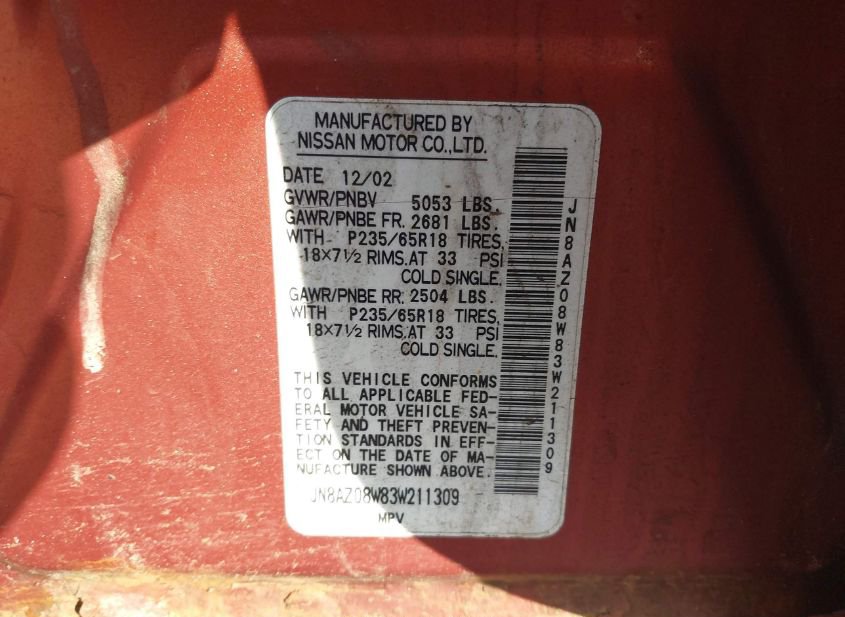 MANUFACTURED BY
NISSAN MOTOR CO.,LTD.
DATE 12/02
GVWR/PNBV 5053 LBS.
GAWR/PNBE FR. 2681 LBS.
WITH P235/65R18 TIRES,
18×7½ RIMS,AT 33 PSI
COLD SINGLE.
GAWR/PNBE RR. 2504 LBS.
WITH P235/65R18 TIRES,
18×7½ RIMS,AT 33 PSI
COLD SINGLE.
THIS VEHICLE CONFORMS
TO ALL APPLICABLE FED-
ERAL MOTOR VEHICLE SA-
FETY AND THEFT PREVEN-
TION STANDARDS IN EFF-
ECT ON THE DATE OF MA-
NUFACTURE SHOWN ABOVE.
JN8AZ08W83W211309
MPV
JN8AZ08W83W211309